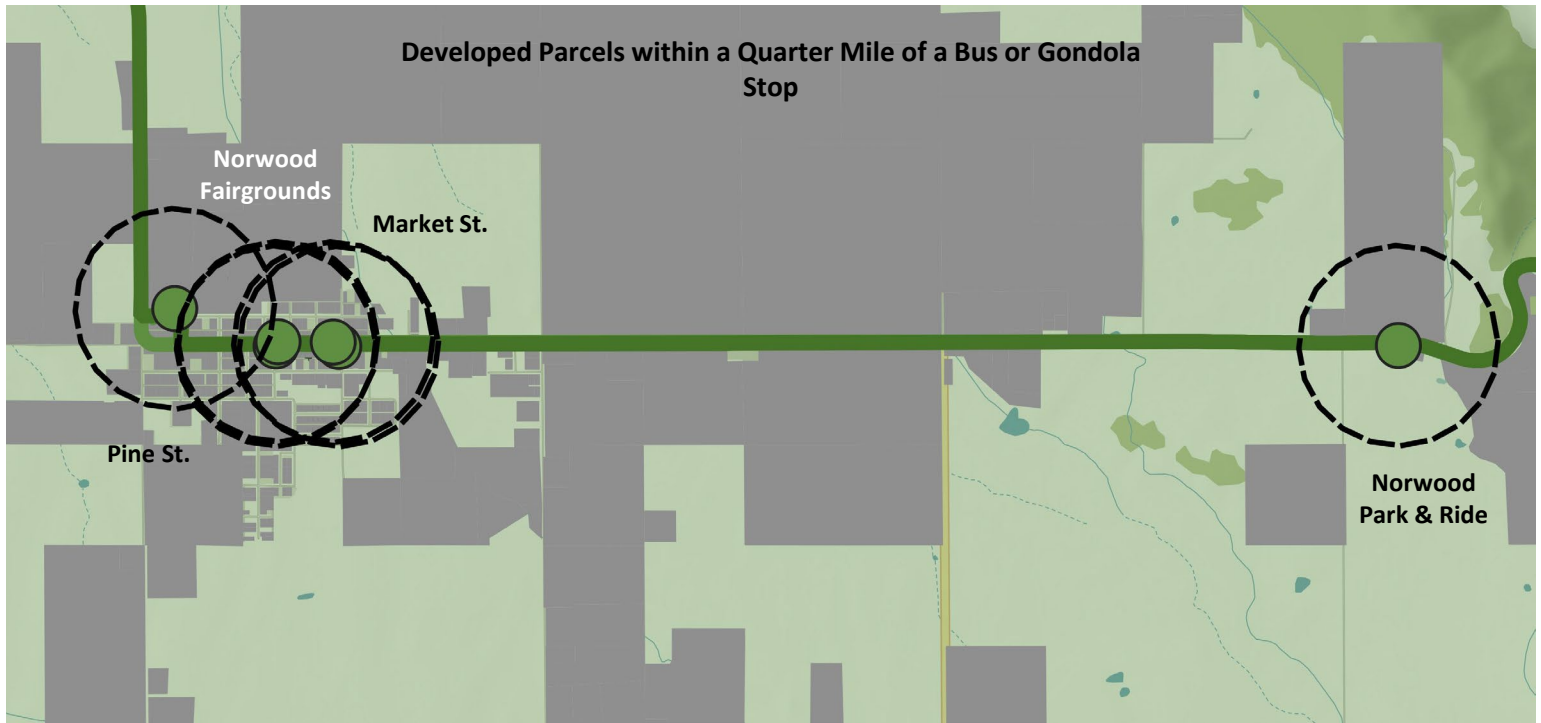 Developed Parcels within a Quarter Mile of a Bus or Gondola
Stop
Norwood
Fairgrounds
Market St.
Pine St.
Norwood
Park & Ride